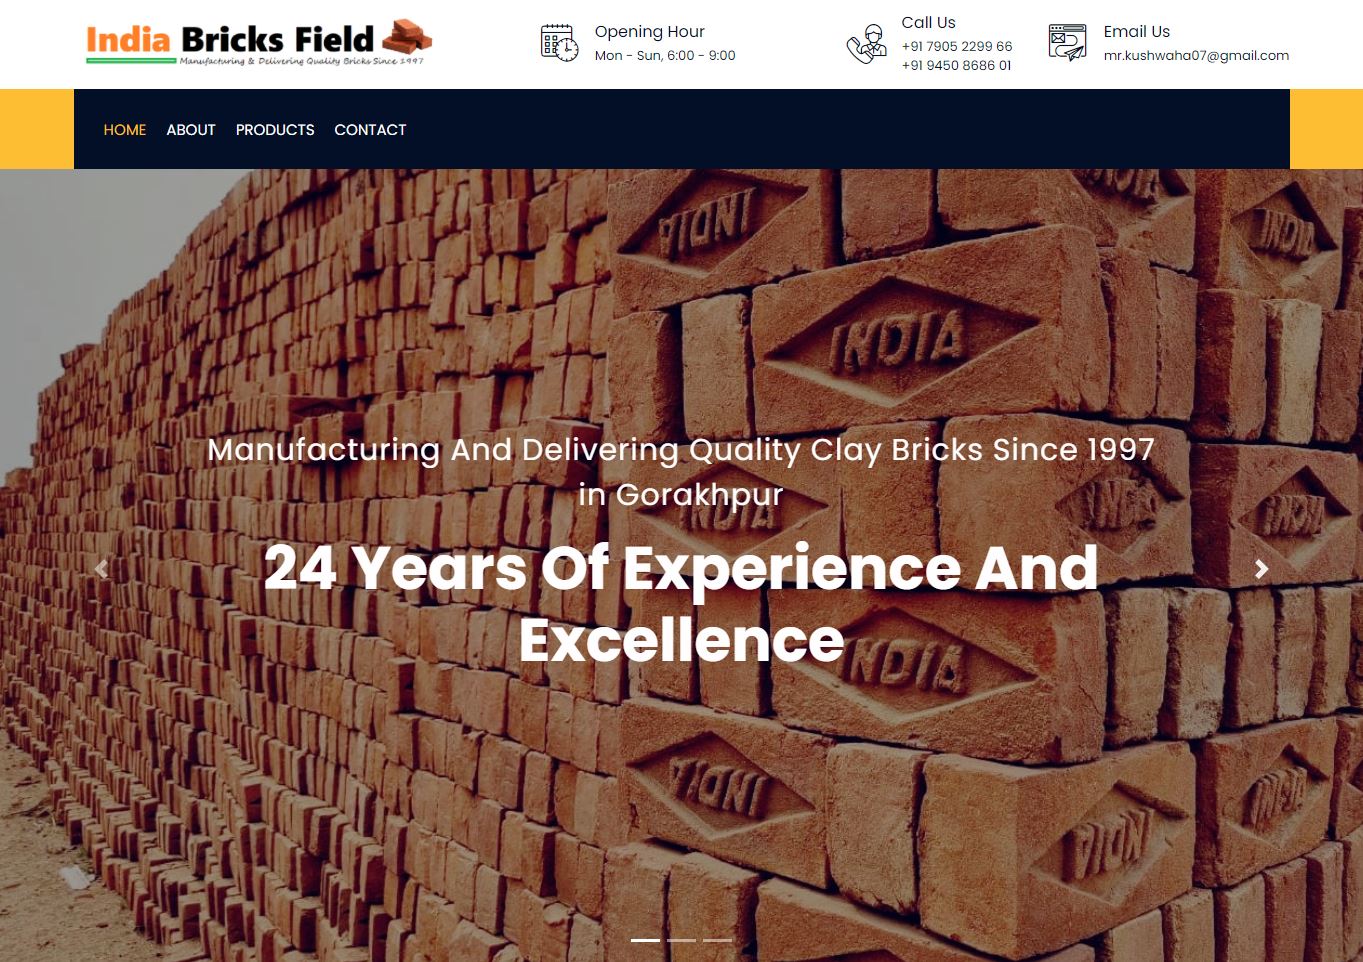 India Bricks Field
Manufacturing & Delivering Quality Bricks Since 1997
Opening Hour
Mon - Sun, 6:00 - 9:00
Call Us
+91 7905 2299 66
+91 9450 8686 01
Email Us
mr.kushwaha07@gmail.com
HOME ABOUT PRODUCTS CONTACT
INDIA
INDIA
INDIA
Manufacturing And Delivering Quality Clay Bricks Since 1997
in Gorakhpur
INDIA
INDIA
INDIA
24 Years Of Experience And
Excellence
INDIA
INDIA
INDIA
INDIA